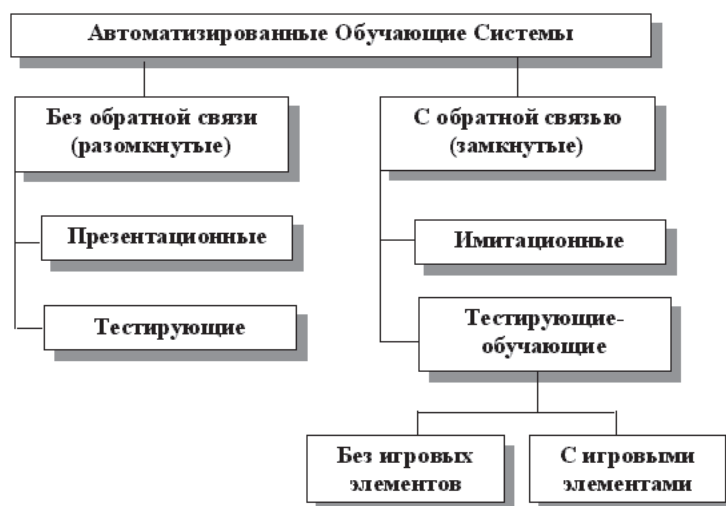 Автоматизированные Обучающие Системы
Без обратной связи
(разомкнутые)
С обратной связью
(замкнутые)
Презентационные
Имитационные
Тестирующие
Тестирующие-
обучающие
Без игровых
элементов
С игровыми
элементами